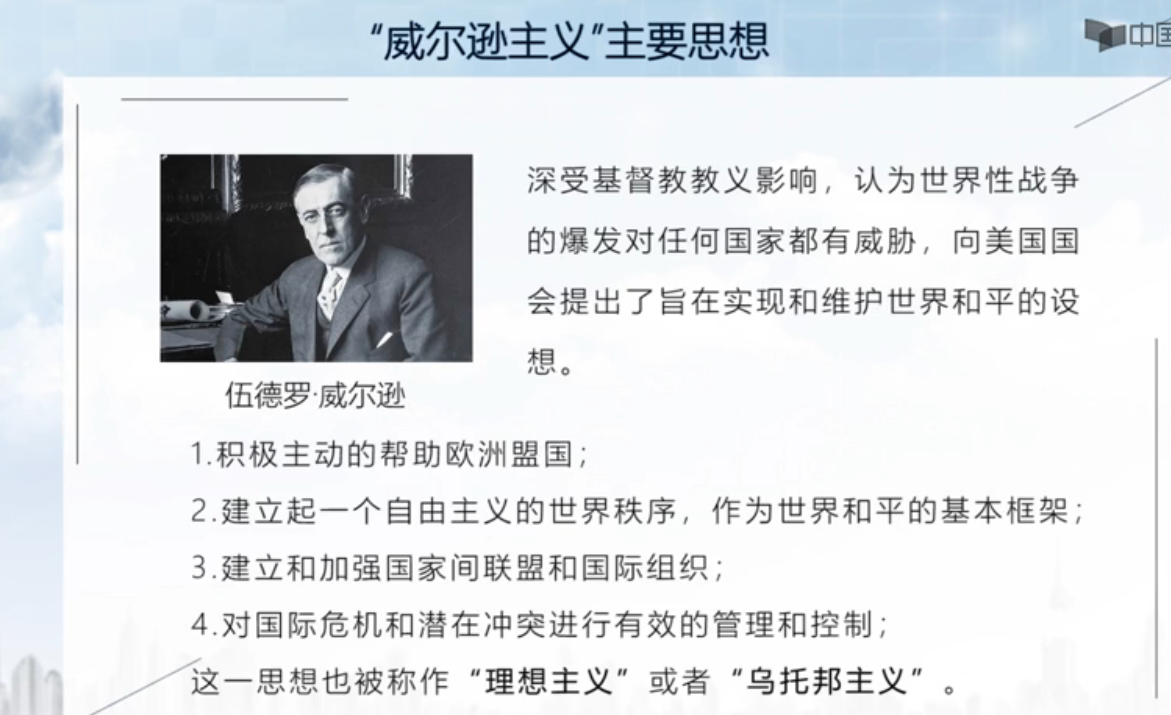 “威尔逊主义”主要思想
中国
深受基督教教义影响，认为世界性战争
的爆发对任何国家都有威胁，向美国国
会提出了旨在实现和维护世界和平的设
想。
伍德罗·威尔逊
1.积极主动的帮助欧洲盟国；
2.建立起一个自由主义的世界秩序，作为世界和平的基本框架；
3.建立和加强国家间联盟和国际组织；
4.对国际危机和潜在冲突进行有效的管理和控制；
这一思想也被称作“理想主义”或者“乌托邦主义”。